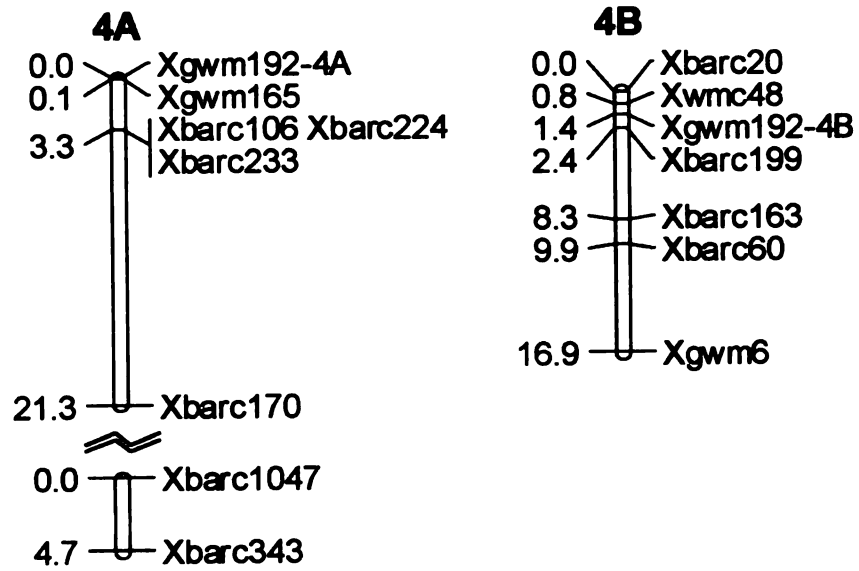 4A
0.0 Xgwm192-4A
0.1 Xgwm165
3.3 Xbarc106 Xbarc224
Xbarc233
21.3 Xbarc170
0.0 Xbarc1047
4.7 Xbarc343
4B
0.0 Xbarc20
0.8 Xwmc48
1.4 Xgwm192-4B
2.4 Xbarc199
8.3 Xbarc163
9.9 Xbarc60
16.9 Xgwm6